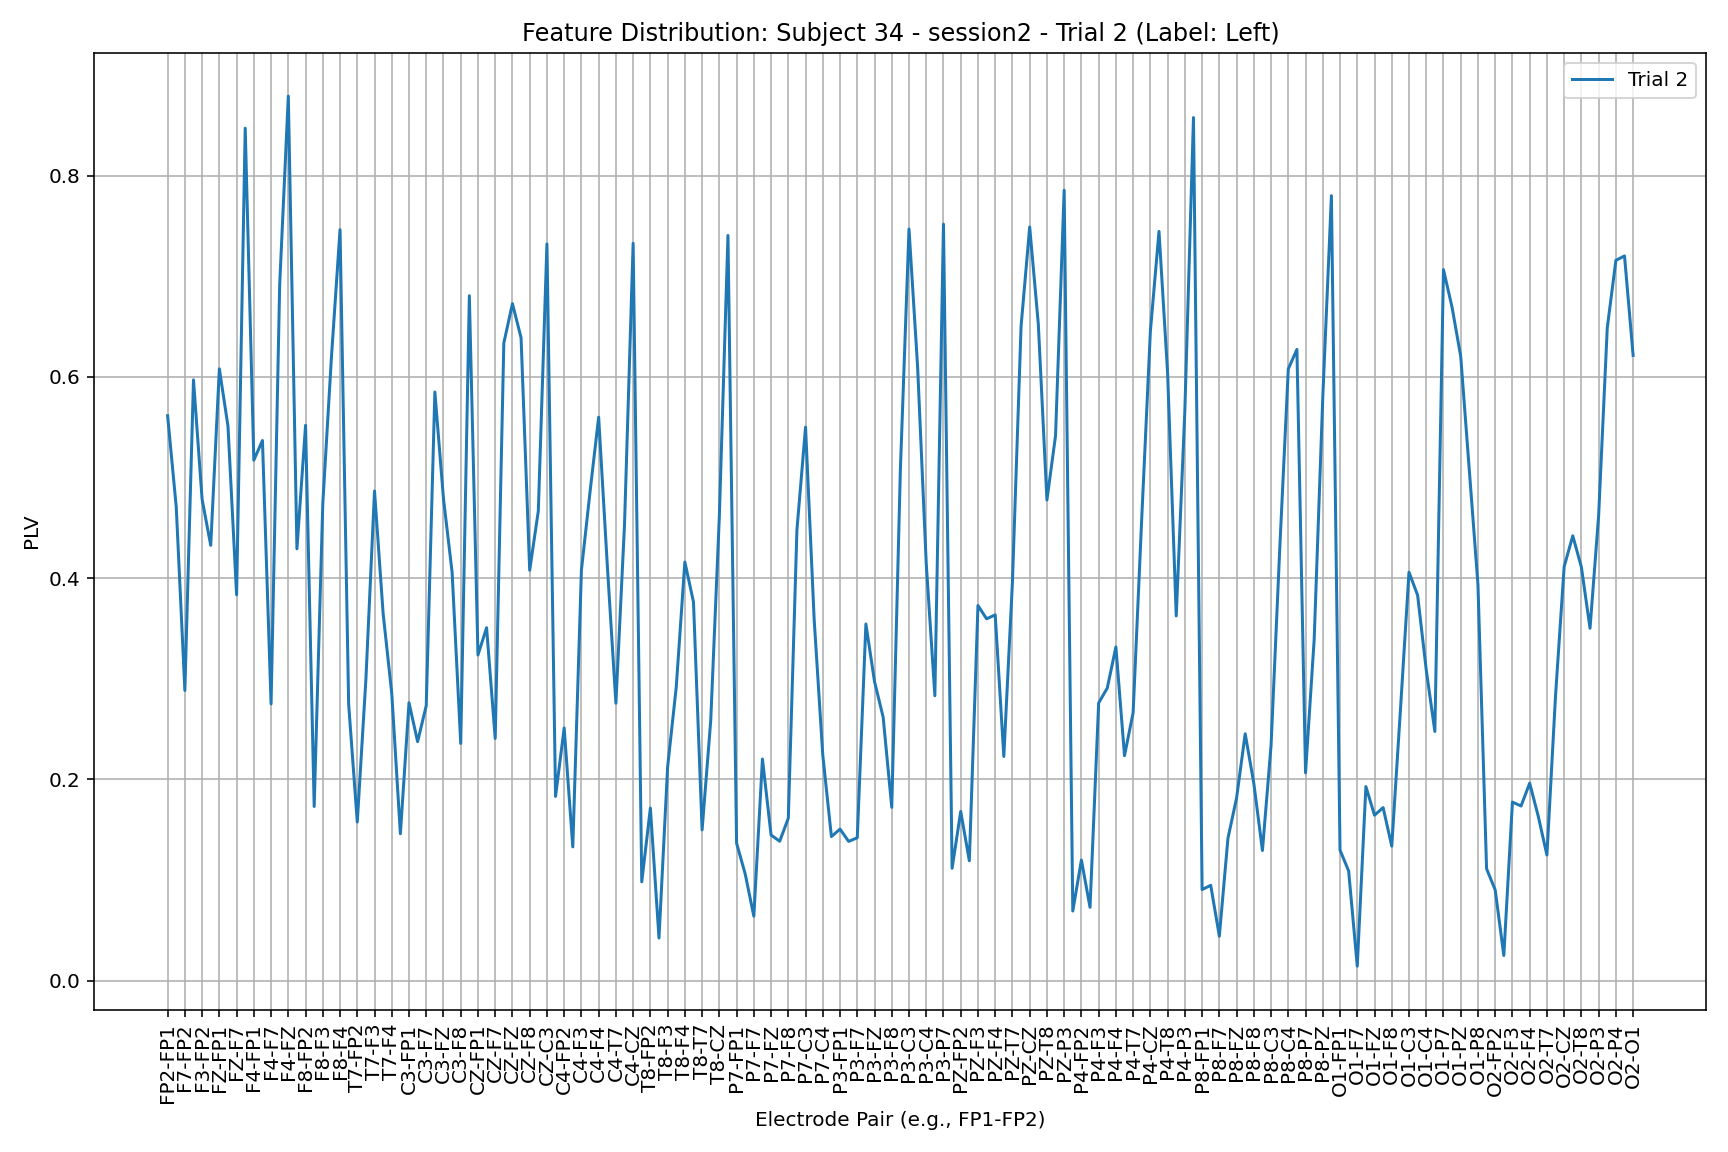 Feature Distribution: Subject 34 - session2 - Trial 2 (Label: Left)
Trial 2
PLV
0.8
0.6
0.4
0.2
0.0
FP2-FP1
F7-FP2
F3-FP2
FZ-FP1
FZ-F7
F4-FP1
F4-F7
F4-FZ
F8-FP2
F8-F3
F8-F4
T7-FP2
T7-F3
T7-F4
C3-FP1
C3-F7
C3-FZ
C3-F8
CZ-FP1
CZ-F7
CZ-FZ
CZ-F8
CZ-C3
C4-FP2
C4-F3
C4-F4
C4-T7
C4-CZ
T8-FP2
T8-F3
T8-F4
T8-T7
T8-CZ
P7-FP1
P7-F7
P7-FZ
P7-F8
P7-C3
P7-C4
P3-FP1
P3-F7
P3-FZ
P3-F8
P3-C3
P3-C4
P3-P7
PZ-FP2
PZ-F3
PZ-F4
PZ-T7
PZ-CZ
PZ-T8
PZ-P3
P4-FP2
P4-F3
P4-F4
P4-T7
P4-CZ
P4-T8
P4-P3
P8-FP1
P8-F7
P8-FZ
P8-F8
P8-C3
P8-C4
P8-P7
P8-PZ
O1-FP1
O1-F7
O1-FZ
O1-F8
O1-C3
O1-C4
O1-P7
O1-PZ
O1-P8
O2-FP2
O2-F3
O2-F4
O2-T7
O2-CZ
O2-T8
O2-P3
O2-P4
O2-O1
Electrode Pair (e.g., FP1-FP2)